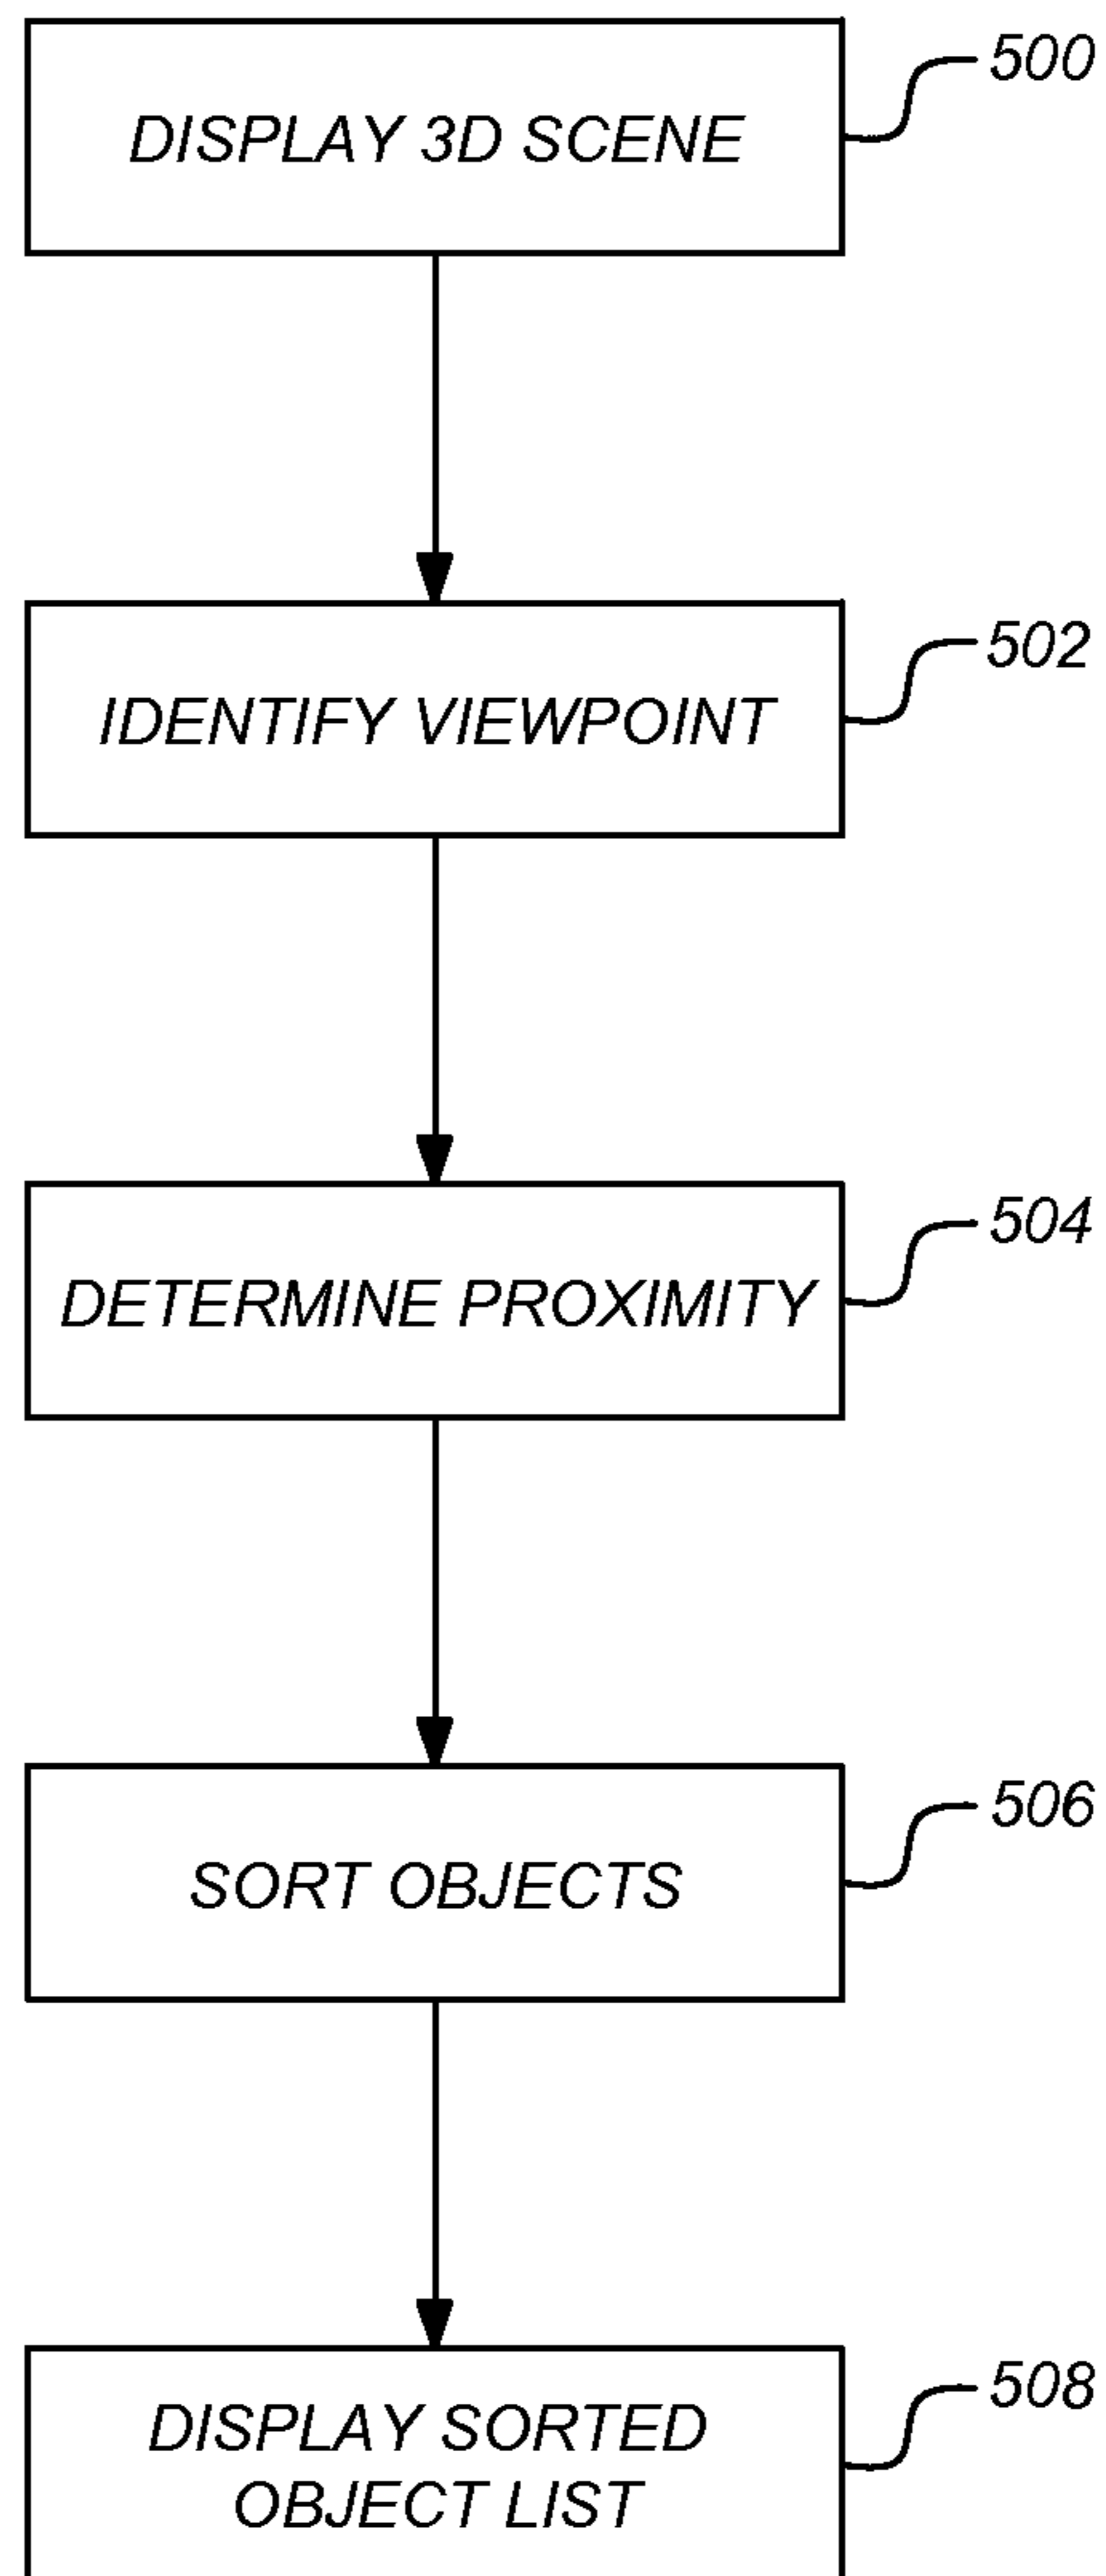 DISPLAY 3D SCENE
500
IDENTIFY VIEWPOINT
502
DETERMINE PROXIMITY
504
SORT OBJECTS
506
DISPLAY SORTED
OBJECT LIST
508